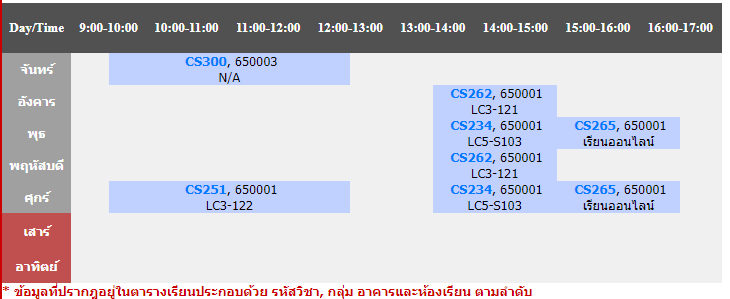 Day/Time 9:00-10:00 10:00-11:00 11:00-12:00 12:00-13:00 13:00-14:00 14:00-15:00 15:00-16:00 16:00-17:00
จันทร์ CS300, 650003
N/A
อังคาร CS262, 650001
LC3-121
พุธ CS234, 650001 CS265, 650001
LC5-S103 เรียนออนไลน์
พฤหัสบดี CS262, 650001
LC3-121
ศุกร์ CS251, 650001 CS234, 650001 CS265, 650001
LC3-122 LC5-S103 เรียนออนไลน์
เสาร์
อาทิตย์
* ข้อมูลที่ปรากฎอยู่ในตารางเรียนประกอบด้วย รหัสวิชา, กลุ่ม อาคารและห้องเรียน ตามลำดับ